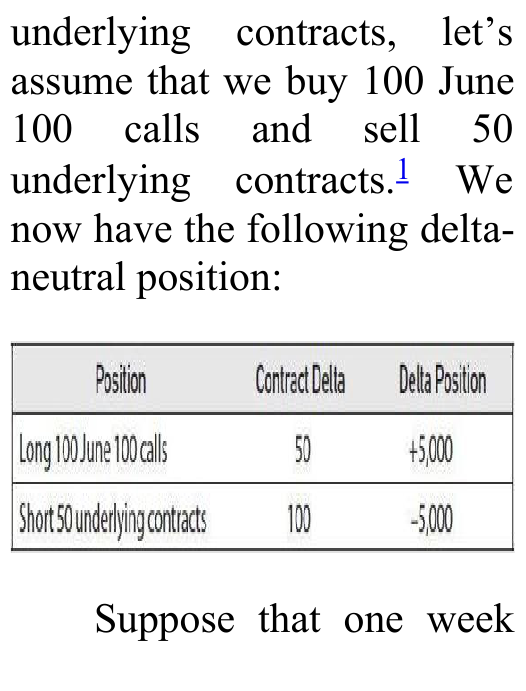 underlying contracts, let’s
assume that we buy 100 June
100 calls and sell 50
underlying contracts.1 We
now have the following delta-
neutral position:
Position Contract Delta Delta Position
Long 100 June 100 calls 50 +5,000
Short 50 underlying contracts 100 –5,000
Suppose that one week